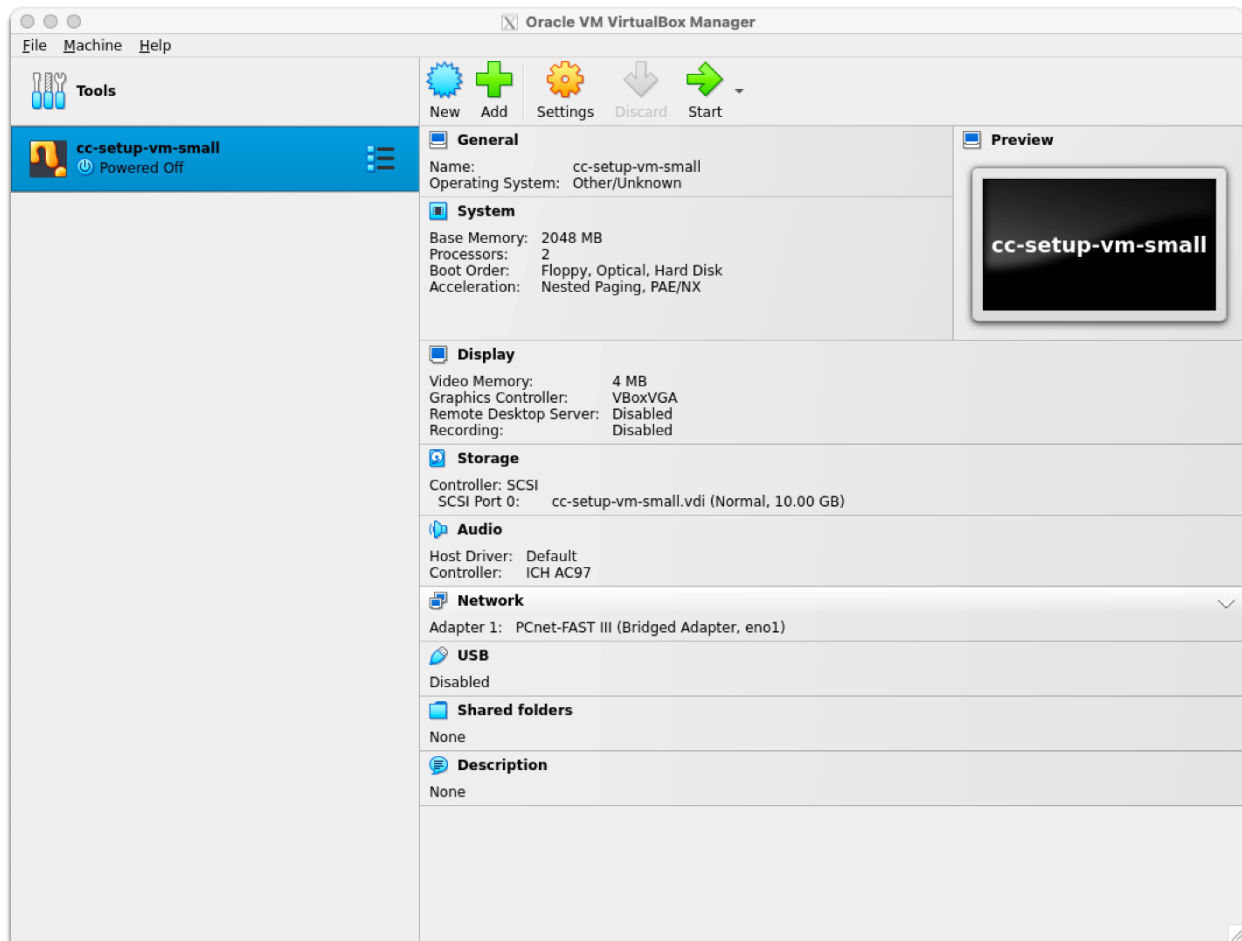 Oracle VM VirtualBox Manager
File Machine Help
Tools
New Add Settings Discard Start
cc-setup-vm-small
Powered Off
General
Name: cc-setup-vm-small
Operating System: Other/Unknown
System
Base Memory: 2048 MB
Processors: 2
Boot Order: Floppy, Optical, Hard Disk
Acceleration: Nested Paging, PAE/NX
Preview
cc-setup-vm-small
Display
Video Memory: 4 MB
Graphics Controller: VBoxVGA
Remote Desktop Server: Disabled
Recording: Disabled
Storage
Controller: SCSI
SCSI Port 0: cc-setup-vm-small.vdi (Normal, 10.00 GB)
Audio
Host Driver: Default
Controller: ICH AC97
Network
Adapter 1: PCnet-FAST III (Bridged Adapter, eno1)
USB
Disabled
Shared folders
None
Description
None